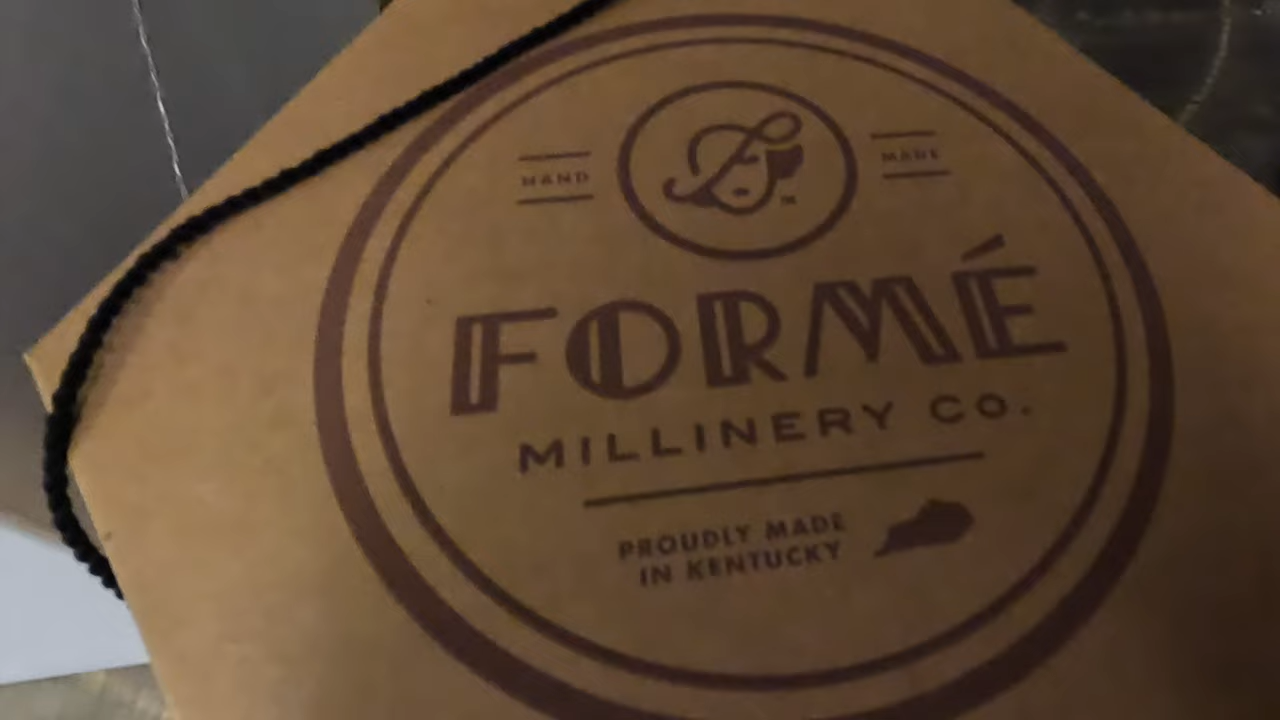 HAND
MADE
FORMÉ
MILLINERY CO.
PROUDLY MADE
IN KENTUCKY